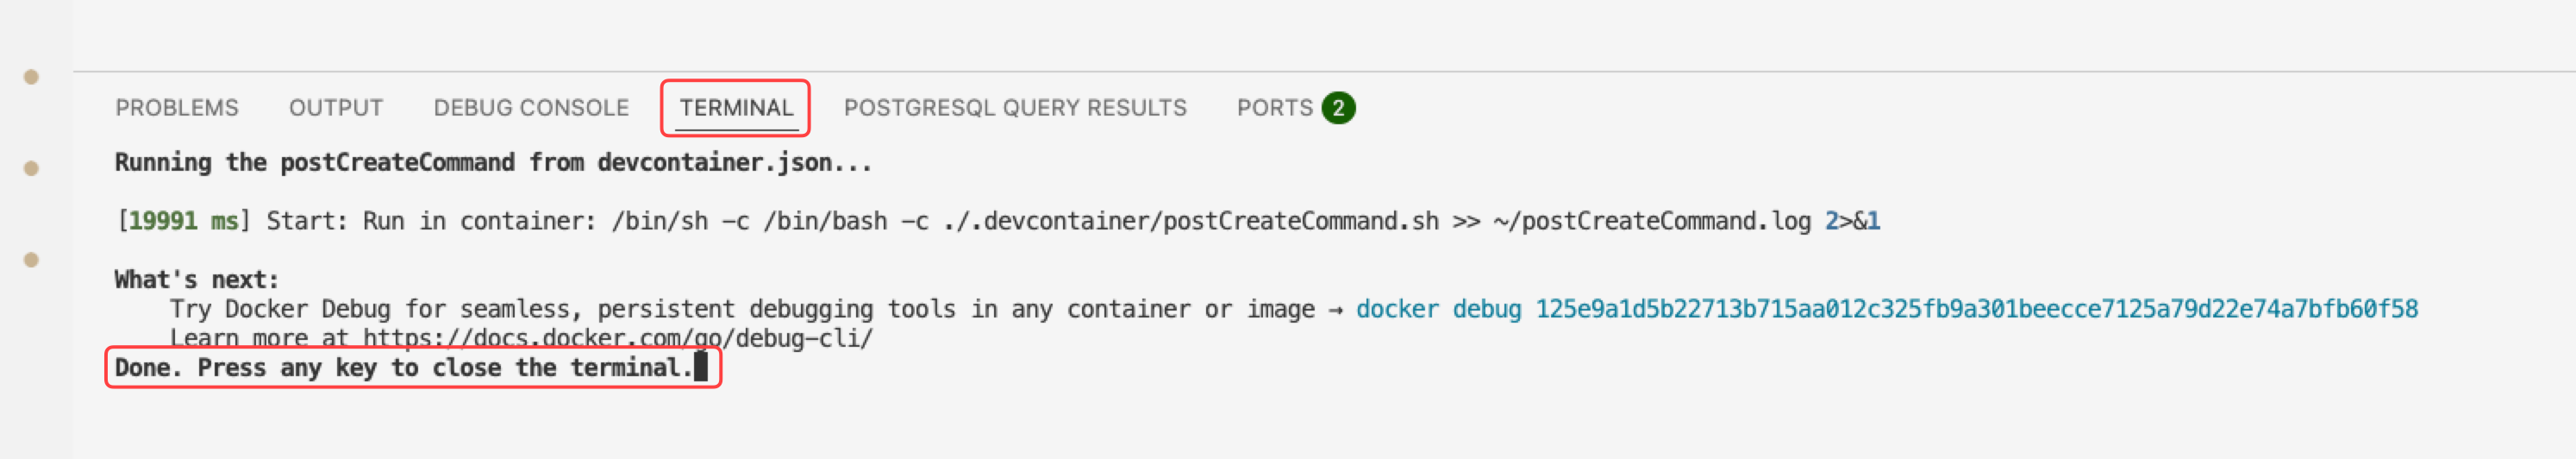 PROBLEMS OUTPUT DEBUG CONSOLE TERMINAL POSTGRESQL QUERY RESULTS PORTS 2
Running the postCreateCommand from devcontainer.json...
[19991 ms] Start: Run in container: /bin/sh -c /bin/bash -c ./.devcontainer/postCreateCommand.sh >> ~/postCreateCommand.log 2>&1
What's next:
Try Docker Debug for seamless, persistent debugging tools in any container or image → docker debug 125e9a1d5b22713b715aa012c325fb9a301beecce7125a79d22e74a7bfb60f58
Learn more at https://docs.docker.com/go/debug-cli/
Done. Press any key to close the terminal.